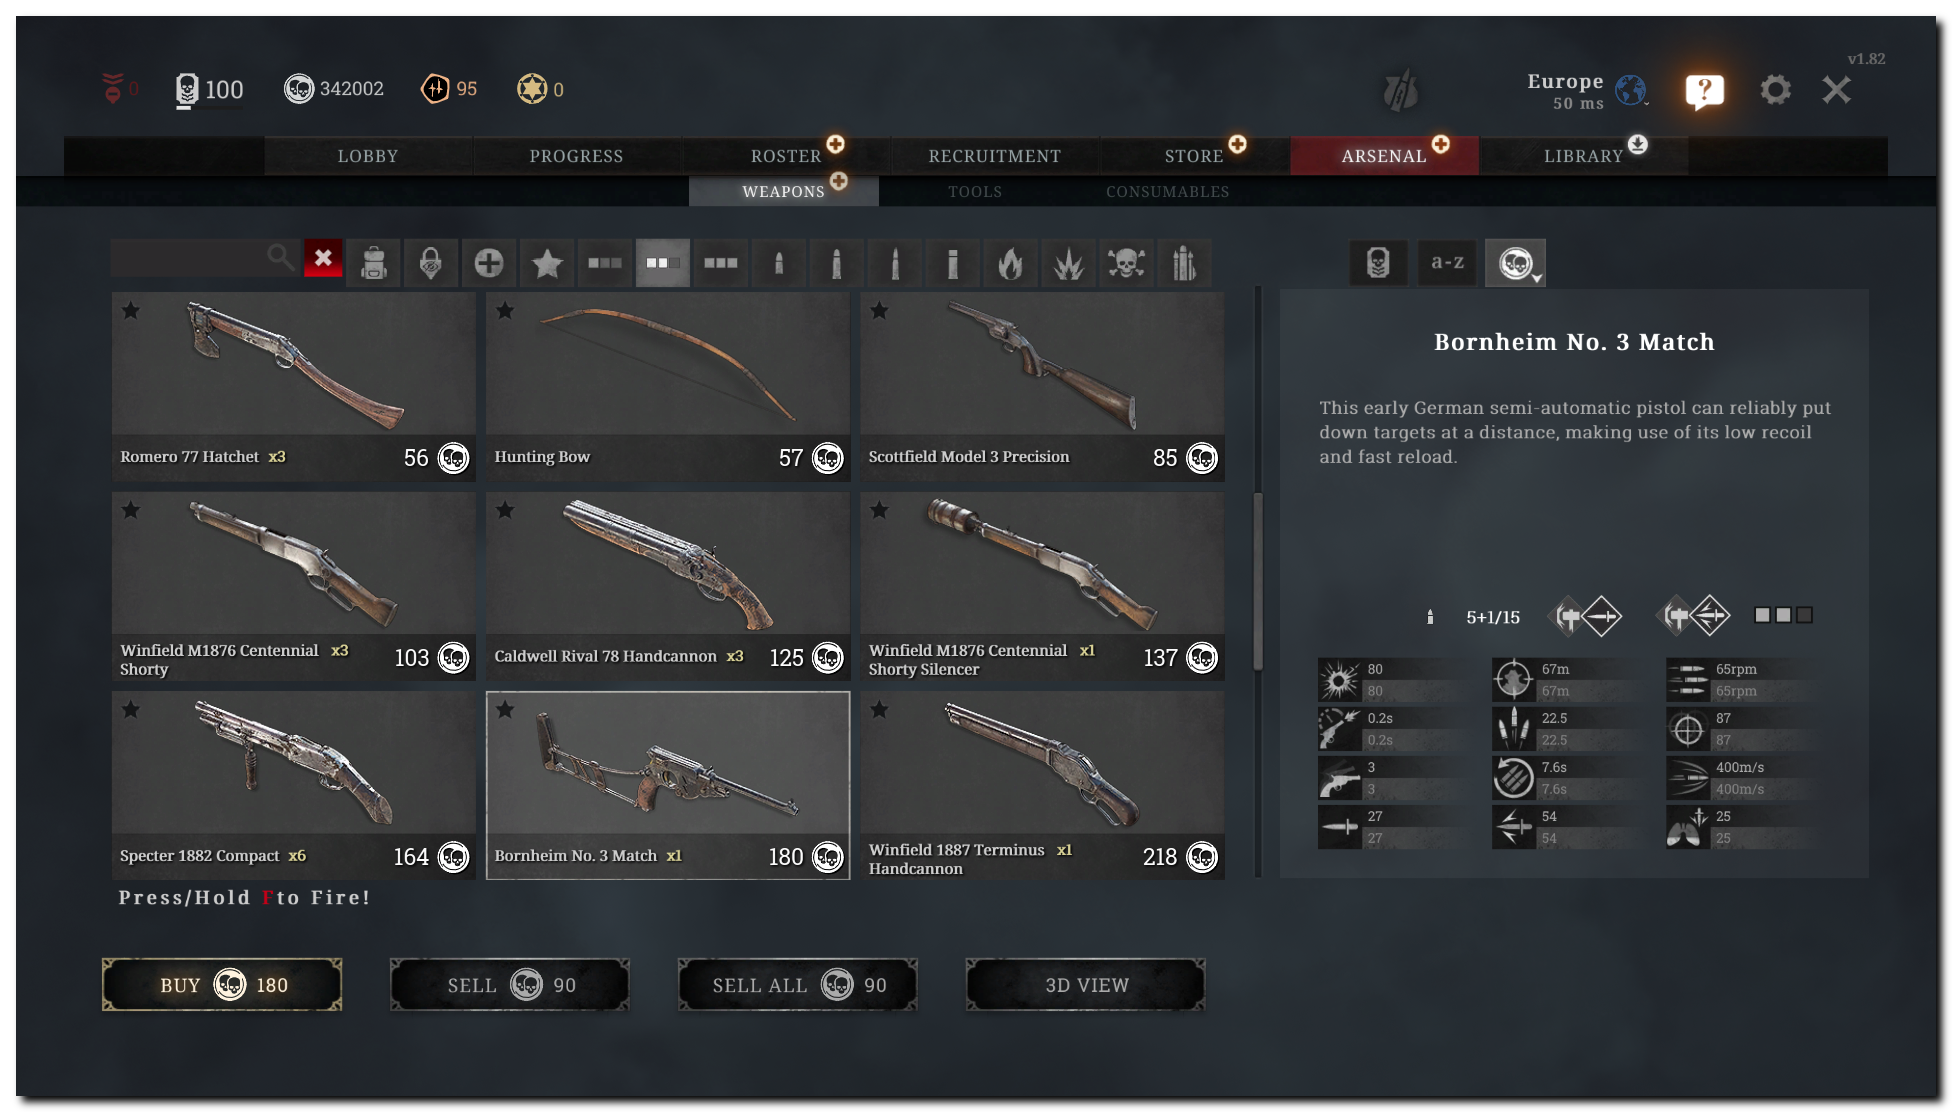 v1.82
0
100
342002
95
0
Europe
50 ms
?
LOBBY
PROGRESS
ROSTER
RECRUITMENT
STORE
ARSENAL
LIBRARY
WEAPONS
TOOLS
CONSUMABLES
a-z
Romero 77 Hatchet x3 56
Hunting Bow 57
Scottfield Model 3 Precision 85
Winfield M1876 Centennial x3
Shorty
103
Caldwell Rival 78 Handcannon x3 125
Winfield M1876 Centennial x1
Shorty Silencer
137
Specter 1882 Compact x6 164
Bornheim No. 3 Match x1 180
Winfield 1887 Terminus x1
Handcannon
218
Press/Hold F to Fire!
BUY 180
SELL 90
SELL ALL 90
3D VIEW
Bornheim No. 3 Match
This early German semi-automatic pistol can reliably put
down targets at a distance, making use of its low recoil
and fast reload.
5+1/15
80
80
67m
67m
65rpm
65rpm
0.2s
0.2s
22.5
22.5
87
87
3
3
7.6s
7.6s
400m/s
400m/s
27
27
54
54
25
25